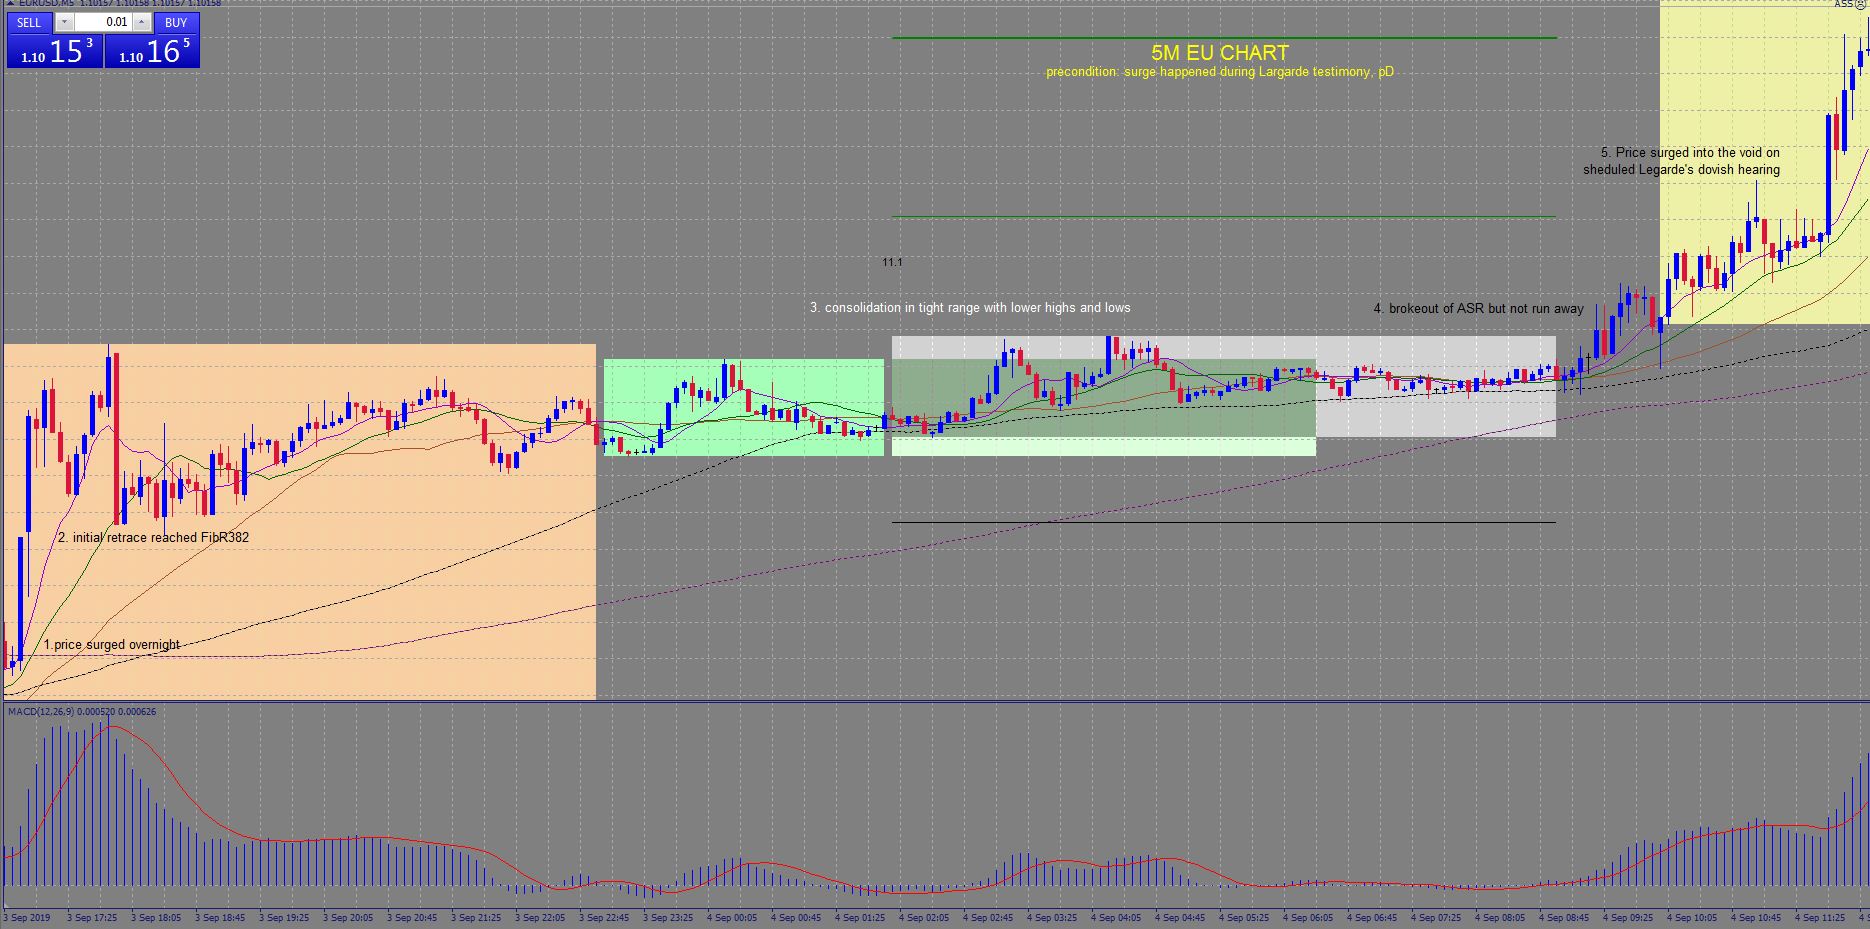 EURUSD,M5 1.10157 1.10158 1.10157 1.10158
ASS
SELL 0.01 BUY
1.10 15 3 1.10 16 5
5M EU CHART
precondition: surge happened during Largarde testimony, pD
5. Price surged into the void on
sheduled Legarde's dovish hearing
11.1
3. consolidation in tight range with lower highs and lows
4. brokeout of ASR but not run away
2. initial retrace reached FibR382
1.price surged overnight
MACD(12,26,9) 0.000520 0.000626
3 Sep 2019 3 Sep 17:25 3 Sep 18:05 3 Sep 18:45 3 Sep 19:25 3 Sep 20:05 3 Sep 20:45 3 Sep 21:25 3 Sep 22:05 3 Sep 22:45 3 Sep 23:25 4 Sep 00:05 4 Sep 00:45 4 Sep 01:25 4 Sep 02:05 4 Sep 02:45 4 Sep 03:25 4 Sep 04:05 4 Sep 04:45 4 Sep 05:25 4 Sep 06:05 4 Sep 06:45 4 Sep 07:25 4 Sep 08:05 4 Sep 08:45 4 Sep 09:25 4 Sep 10:05 4 Sep 10:45 4 Sep 11:25 4 S